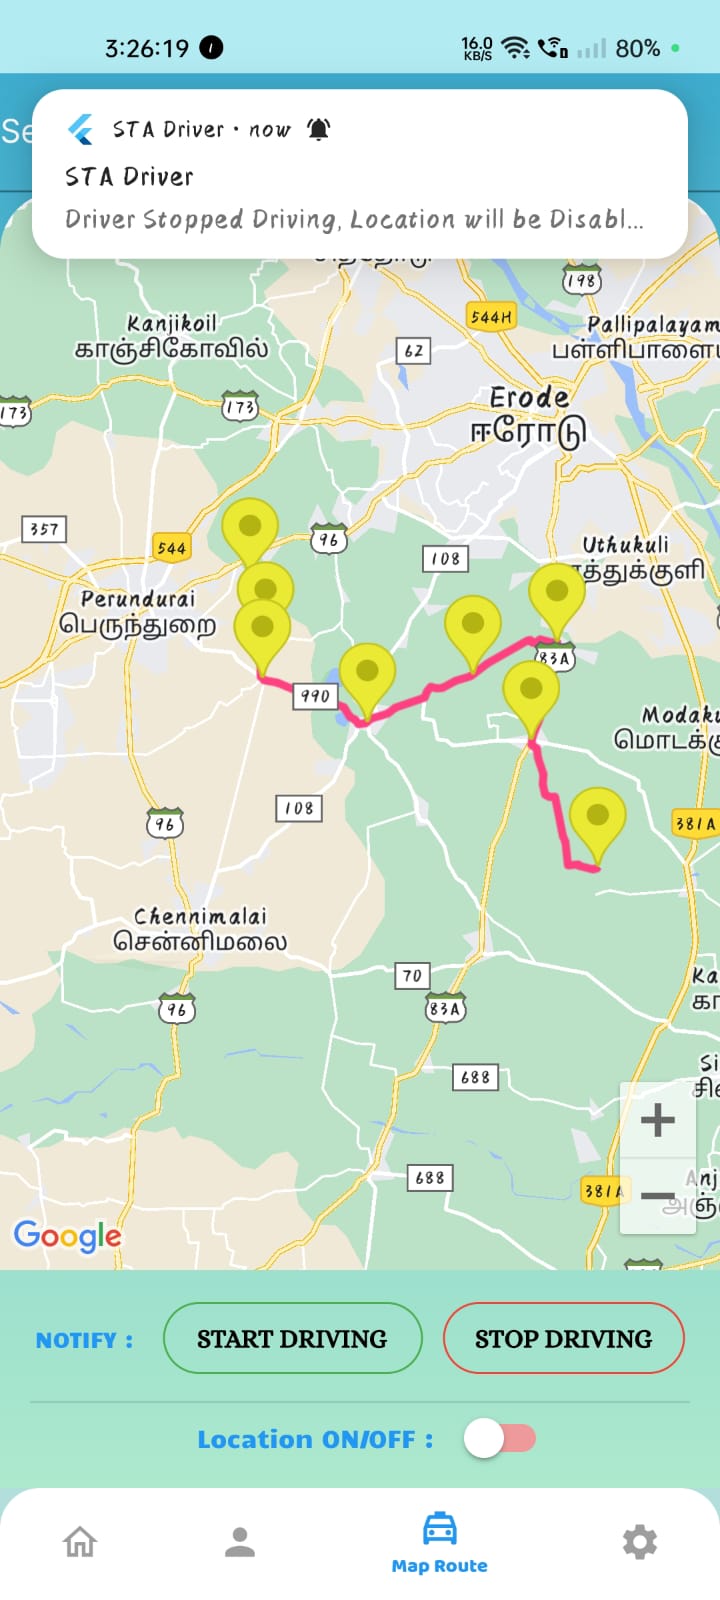 3:26:19
16.0
KB/S
80%
Se
STA Driver • now
STA Driver
Driver Stopped Driving, Location will be Disabl...
198
544H
Kanjikoil
காஞ்சிகோவில்
62
Pallipalayam
173
173
Erode
ஈரோடு
357
544
96
108
Uthukuli
Perundurai
பெருந்துறை
83A
990
Modaku
மொடக்கு
108
96
381A
Chennimalai
சென்னிமலை
70
Ka
கா
96
83A
688
Si
சி
688
381A
Anj
அஞ்
Google
NOTIFY :
START DRIVING
STOP DRIVING
Location ON/OFF :
Map Route